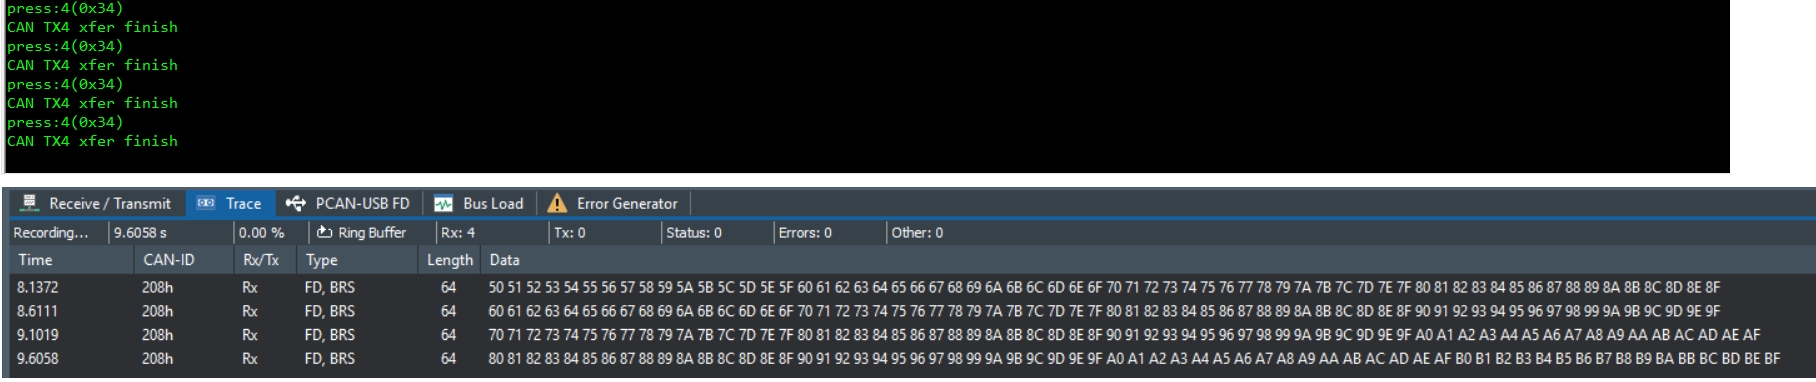 press:4(0x34)
CAN TX4 xfer finish
press:4(0x34)
CAN TX4 xfer finish
press:4(0x34)
CAN TX4 xfer finish
press:4(0x34)
CAN TX4 xfer finish
Receive / Transmit Trace PCAN-USB FD Bus Load Error Generator
Recording... 9.6058 s 0.00 % Ring Buffer Rx: 4 Tx: 0 Status: 0 Errors: 0 Other: 0
Time CAN-ID Rx/Tx Type Length Data
8.1372 208h Rx FD, BRS 64 50 51 52 53 54 55 56 57 58 59 5A 5B 5C 5D 5E 5F 60 61 62 63 64 65 66 67 68 69 6A 6B 6C 6D 6E 6F 70 71 72 73 74 75 76 77 78 79 7A 7B 7C 7D 7E 7F 80 81 82 83 84 85 86 87 88 89 8A 8B 8C 8D 8E 8F
8.6111 208h Rx FD, BRS 64 60 61 62 63 64 65 66 67 68 69 6A 6B 6C 6D 6E 6F 70 71 72 73 74 75 76 77 78 79 7A 7B 7C 7D 7E 7F 80 81 82 83 84 85 86 87 88 89 8A 8B 8C 8D 8E 8F 90 91 92 93 94 95 96 97 98 99 9A 9B 9C 9D 9E 9F
9.1019 208h Rx FD, BRS 64 70 71 72 73 74 75 76 77 78 79 7A 7B 7C 7D 7E 7F 80 81 82 83 84 85 86 87 88 89 8A 8B 8C 8D 8E 8F 90 91 92 93 94 95 96 97 98 99 9A 9B 9C 9D 9E 9F A0 A1 A2 A3 A4 A5 A6 A7 A8 A9 AA AB AC AD AE AF
9.6058 208h Rx FD, BRS 64 80 81 82 83 84 85 86 87 88 89 8A 8B 8C 8D 8E 8F 90 91 92 93 94 95 96 97 98 99 9A 9B 9C 9D 9E 9F A0 A1 A2 A3 A4 A5 A6 A7 A8 A9 AA AB AC AD AE AF B0 B1 B2 B3 B4 B5 B6 B7 B8 B9 BA BB BC BD BE BF